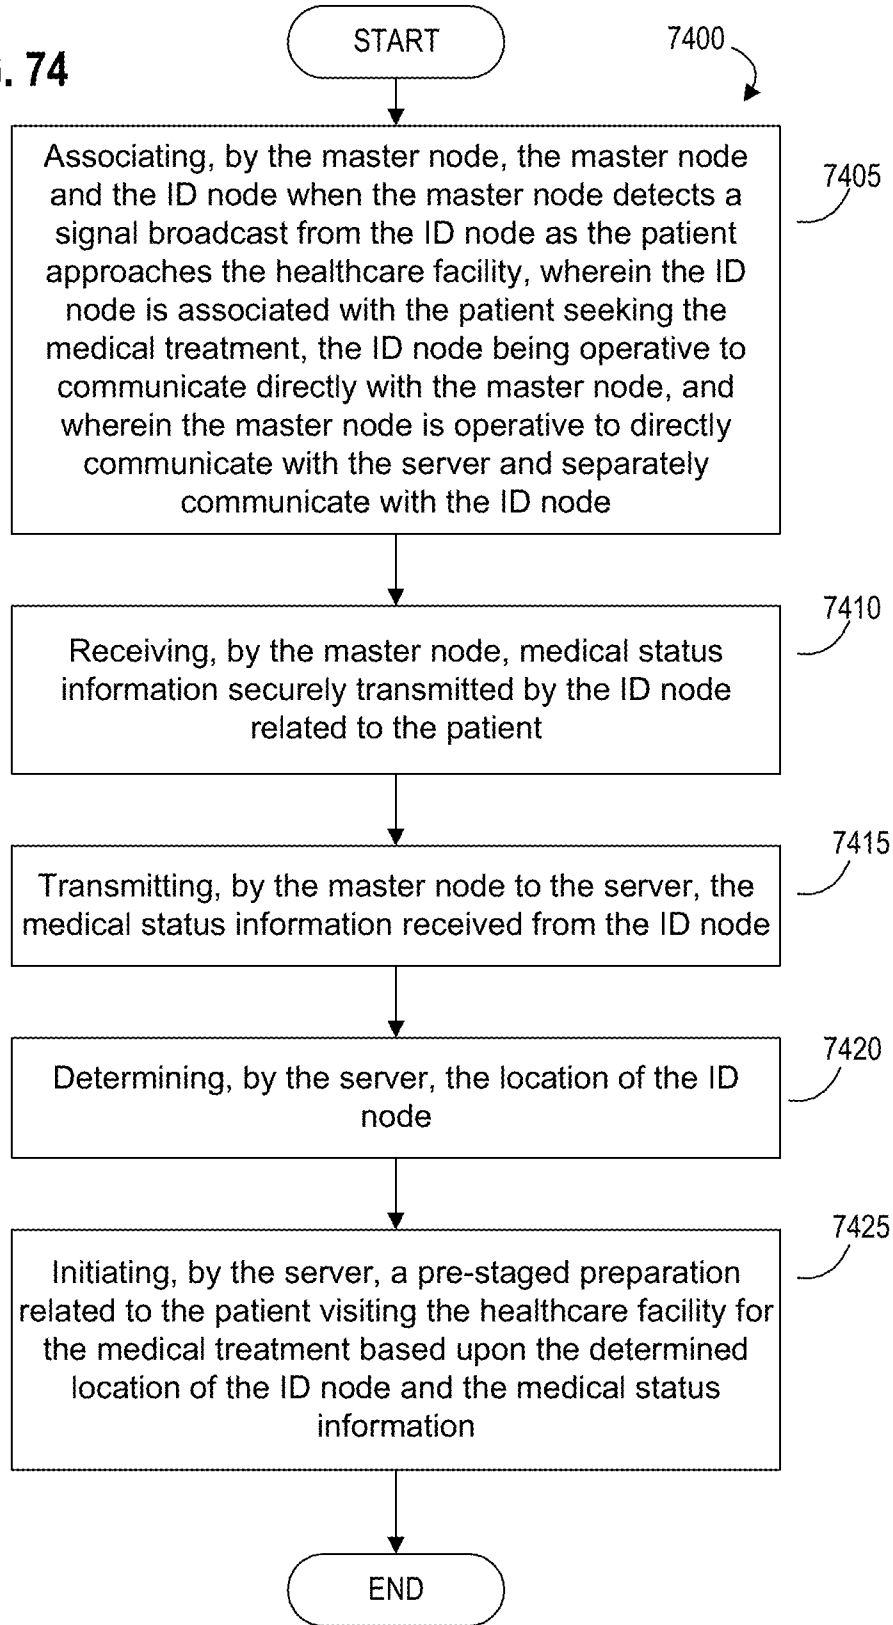 START
7400
. 74
Associating, by the master node, the master node
and the ID node when the master node detects a
signal broadcast from the ID node as the patient
approaches the healthcare facility, wherein the ID
node is associated with the patient seeking the
medical treatment, the ID node being operative to
communicate directly with the master node, and
wherein the master node is operative to directly
communicate with the server and separately
communicate with the ID node
7405
Receiving, by the master node, medical status
information securely transmitted by the ID node
related to the patient
7410
Transmitting, by the master node to the server, the
medical status information received from the ID node
7415
Determining, by the server, the location of the ID
node
7420
Initiating, by the server, a pre-staged preparation
related to the patient visiting the healthcare facility for
the medical treatment based upon the determined
location of the ID node and the medical status
information
7425
END